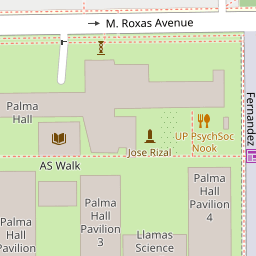 M. Roxas Avenue
Palma
Hall
UP PsychSoc
Nook
Jose Rizal
Fernandez
AS Walk
Palma
Hall
Pavilion
4
Palma
Hall
Pavilion
3
Palma
Hall
Pavilion
Llamas
Science